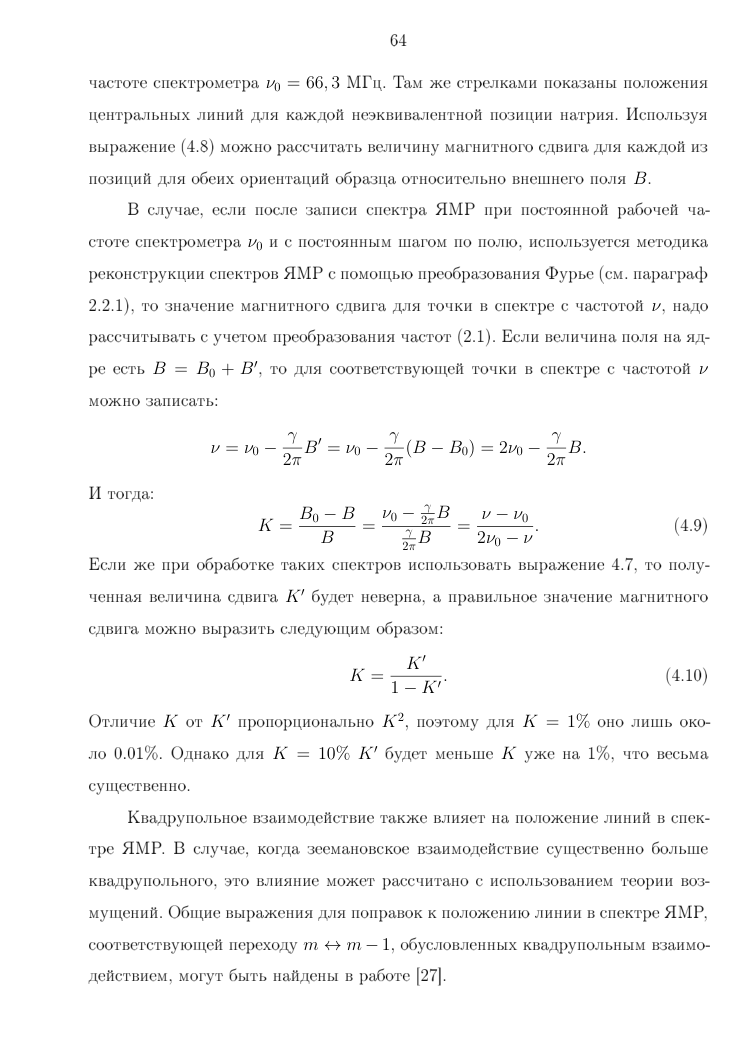 64
частоте спектрометра ν₀ = 66, 3 МГц. Там же стрелками показаны положения
центральных линий для каждой неэквивалентной позиции натрия. Используя
выражение (4.8) можно рассчитать величину магнитного сдвига для каждой из
позиций для обеих ориентаций образца относительно внешнего поля B.
В случае, если после записи спектра ЯМР при постоянной рабочей ча-
стоте спектрометра ν₀ и с постоянным шагом по полю, используется методика
реконструкции спектров ЯМР с помощью преобразования Фурье (см. параграф
2.2.1), то значение магнитного сдвига для точки в спектре с частотой ν, надо
рассчитывать с учетом преобразования частот (2.1). Если величина поля на яд-
ре есть B = B₀ + B′, то для соответствующей точки в спектре с частотой ν
можно записать:
ν = ν₀ − γ/2π B′ = ν₀ − γ/2π (B − B₀) = 2ν₀ − γ/2π B.
И тогда:
K = (B₀ − B)/B = (ν₀ − γ/2π B)/(γ/2π B) = (ν − ν₀)/(2ν₀ − ν). (4.9)
Если же при обработке таких спектров использовать выражение 4.7, то полу-
ченная величина сдвига K′ будет неверна, а правильное значение магнитного
сдвига можно выразить следующим образом:
K = K′/(1 − K′). (4.10)
Отличие K от K′ пропорционально K², поэтому для K = 1% оно лишь око-
ло 0.01%. Однако для K = 10% K′ будет меньше K уже на 1%, что весьма
существенно.
Квадрупольное взаимодействие также влияет на положение линий в спек-
тре ЯМР. В случае, когда зеемановское взаимодействие существенно больше
квадрупольного, это влияние может рассчитано с использованием теории воз-
мущений. Общие выражения для поправок к положению линии в спектре ЯМР,
соответствующей переходу m ↔ m − 1, обусловленных квадрупольным взаимо-
действием, могут быть найдены в работе [27].